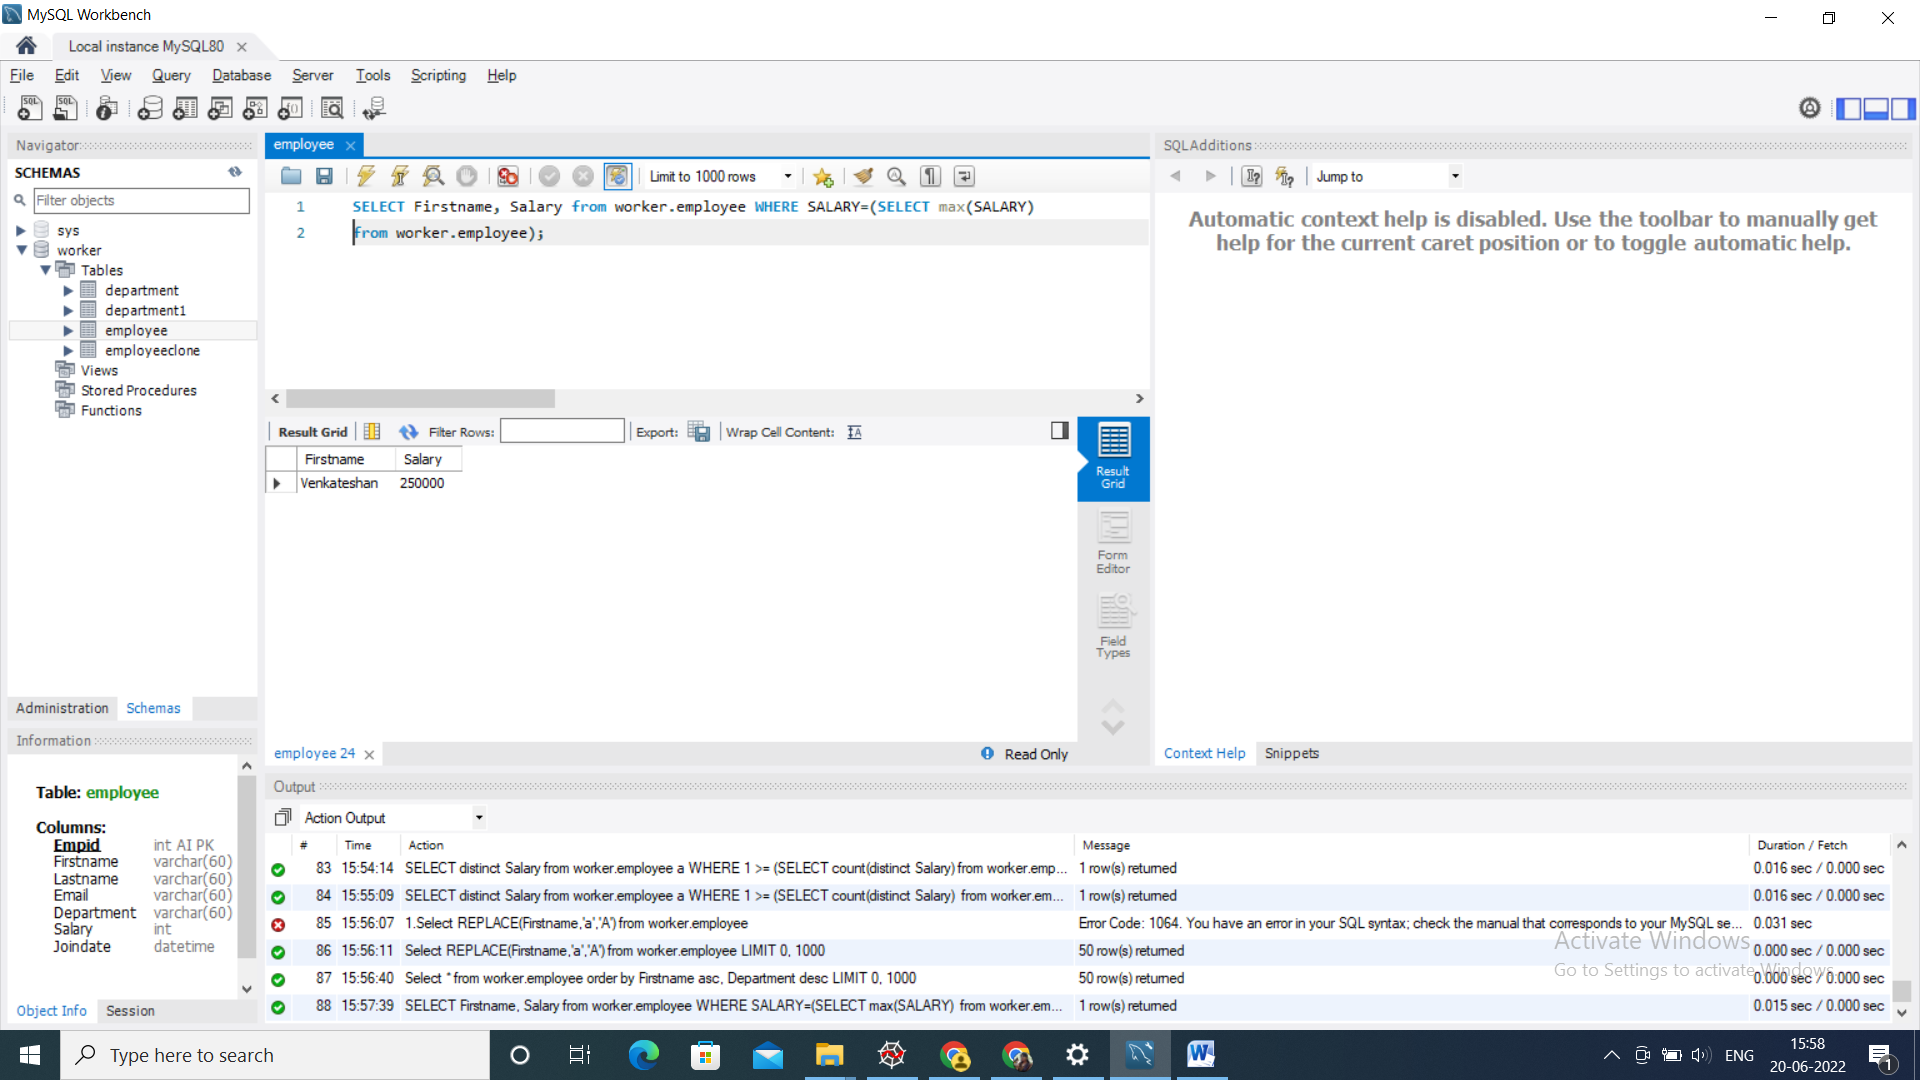 MySQL Workbench
Local instance MySQL80
File Edit View Query Database Server Tools Scripting Help
Navigator
SCHEMAS
Filter objects
sys
worker
Tables
department
department1
employee
employeeclone
Views
Stored Procedures
Functions
Administration Schemas
Information
Table: employee
Columns:
Empid int AI PK
Firstname varchar(60)
Lastname varchar(60)
Email varchar(60)
Department varchar(60)
Salary int
Joindate datetime
Object Info Session
employee
Limit to 1000 rows
1 SELECT Firstname, Salary from worker.employee WHERE SALARY=(SELECT max(SALARY)
2 from worker.employee);
Result Grid Filter Rows: Export: Wrap Cell Content:
Firstname Salary
Venkateshan 250000
Result Grid
Form Editor
Field Types
employee 24
Read Only
SQLAdditions
Jump to
Automatic context help is disabled. Use the toolbar to manually get
help for the current caret position or to toggle automatic help.
Context Help Snippets
Output
Action Output
# Time Action Message Duration / Fetch
83 15:54:14 SELECT distinct Salary from worker.employee a WHERE 1 >= (SELECT count(distinct Salary) from worker.emp... 1 row(s) returned 0.016 sec / 0.000 sec
84 15:55:09 SELECT distinct Salary from worker.employee a WHERE 1 >= (SELECT count(distinct Salary) from worker.em... 1 row(s) returned 0.016 sec / 0.000 sec
85 15:56:07 1.Select REPLACE(Firstname,'a','A') from worker.employee Error Code: 1064. You have an error in your SQL syntax; check the manual that corresponds to your MySQL se... 0.031 sec
86 15:56:11 Select REPLACE(Firstname,'a','A') from worker.employee LIMIT 0, 1000 50 row(s) returned 0.000 sec / 0.000 sec
87 15:56:40 Select * from worker.employee order by Firstname asc, Department desc LIMIT 0, 1000 50 row(s) returned 0.000 sec / 0.000 sec
88 15:57:39 SELECT Firstname, Salary from worker.employee WHERE SALARY=(SELECT max(SALARY) from worker.em... 1 row(s) returned 0.015 sec / 0.000 sec
Activate Windows
Go to Settings to activate Windows.
Type here to search
ENG
15:58
20-06-2022
1